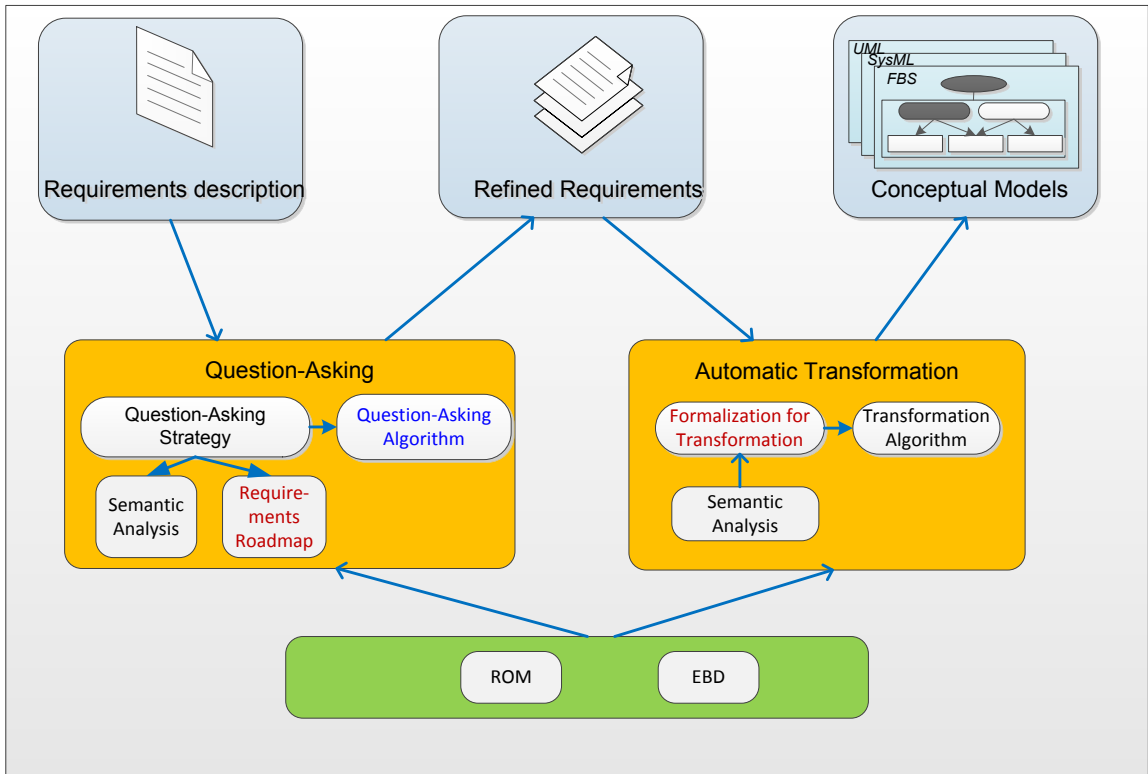 UML
SysML
FBS
Requirements description
Refined Requirements
Conceptual Models
Question-Asking
Question-Asking
Strategy
Question-Asking
Algorithm
Semantic
Analysis
Require-
ments
Roadmap
Automatic Transformation
Formalization for
Transformation
Transformation
Algorithm
Semantic
Analysis
ROM
EBD